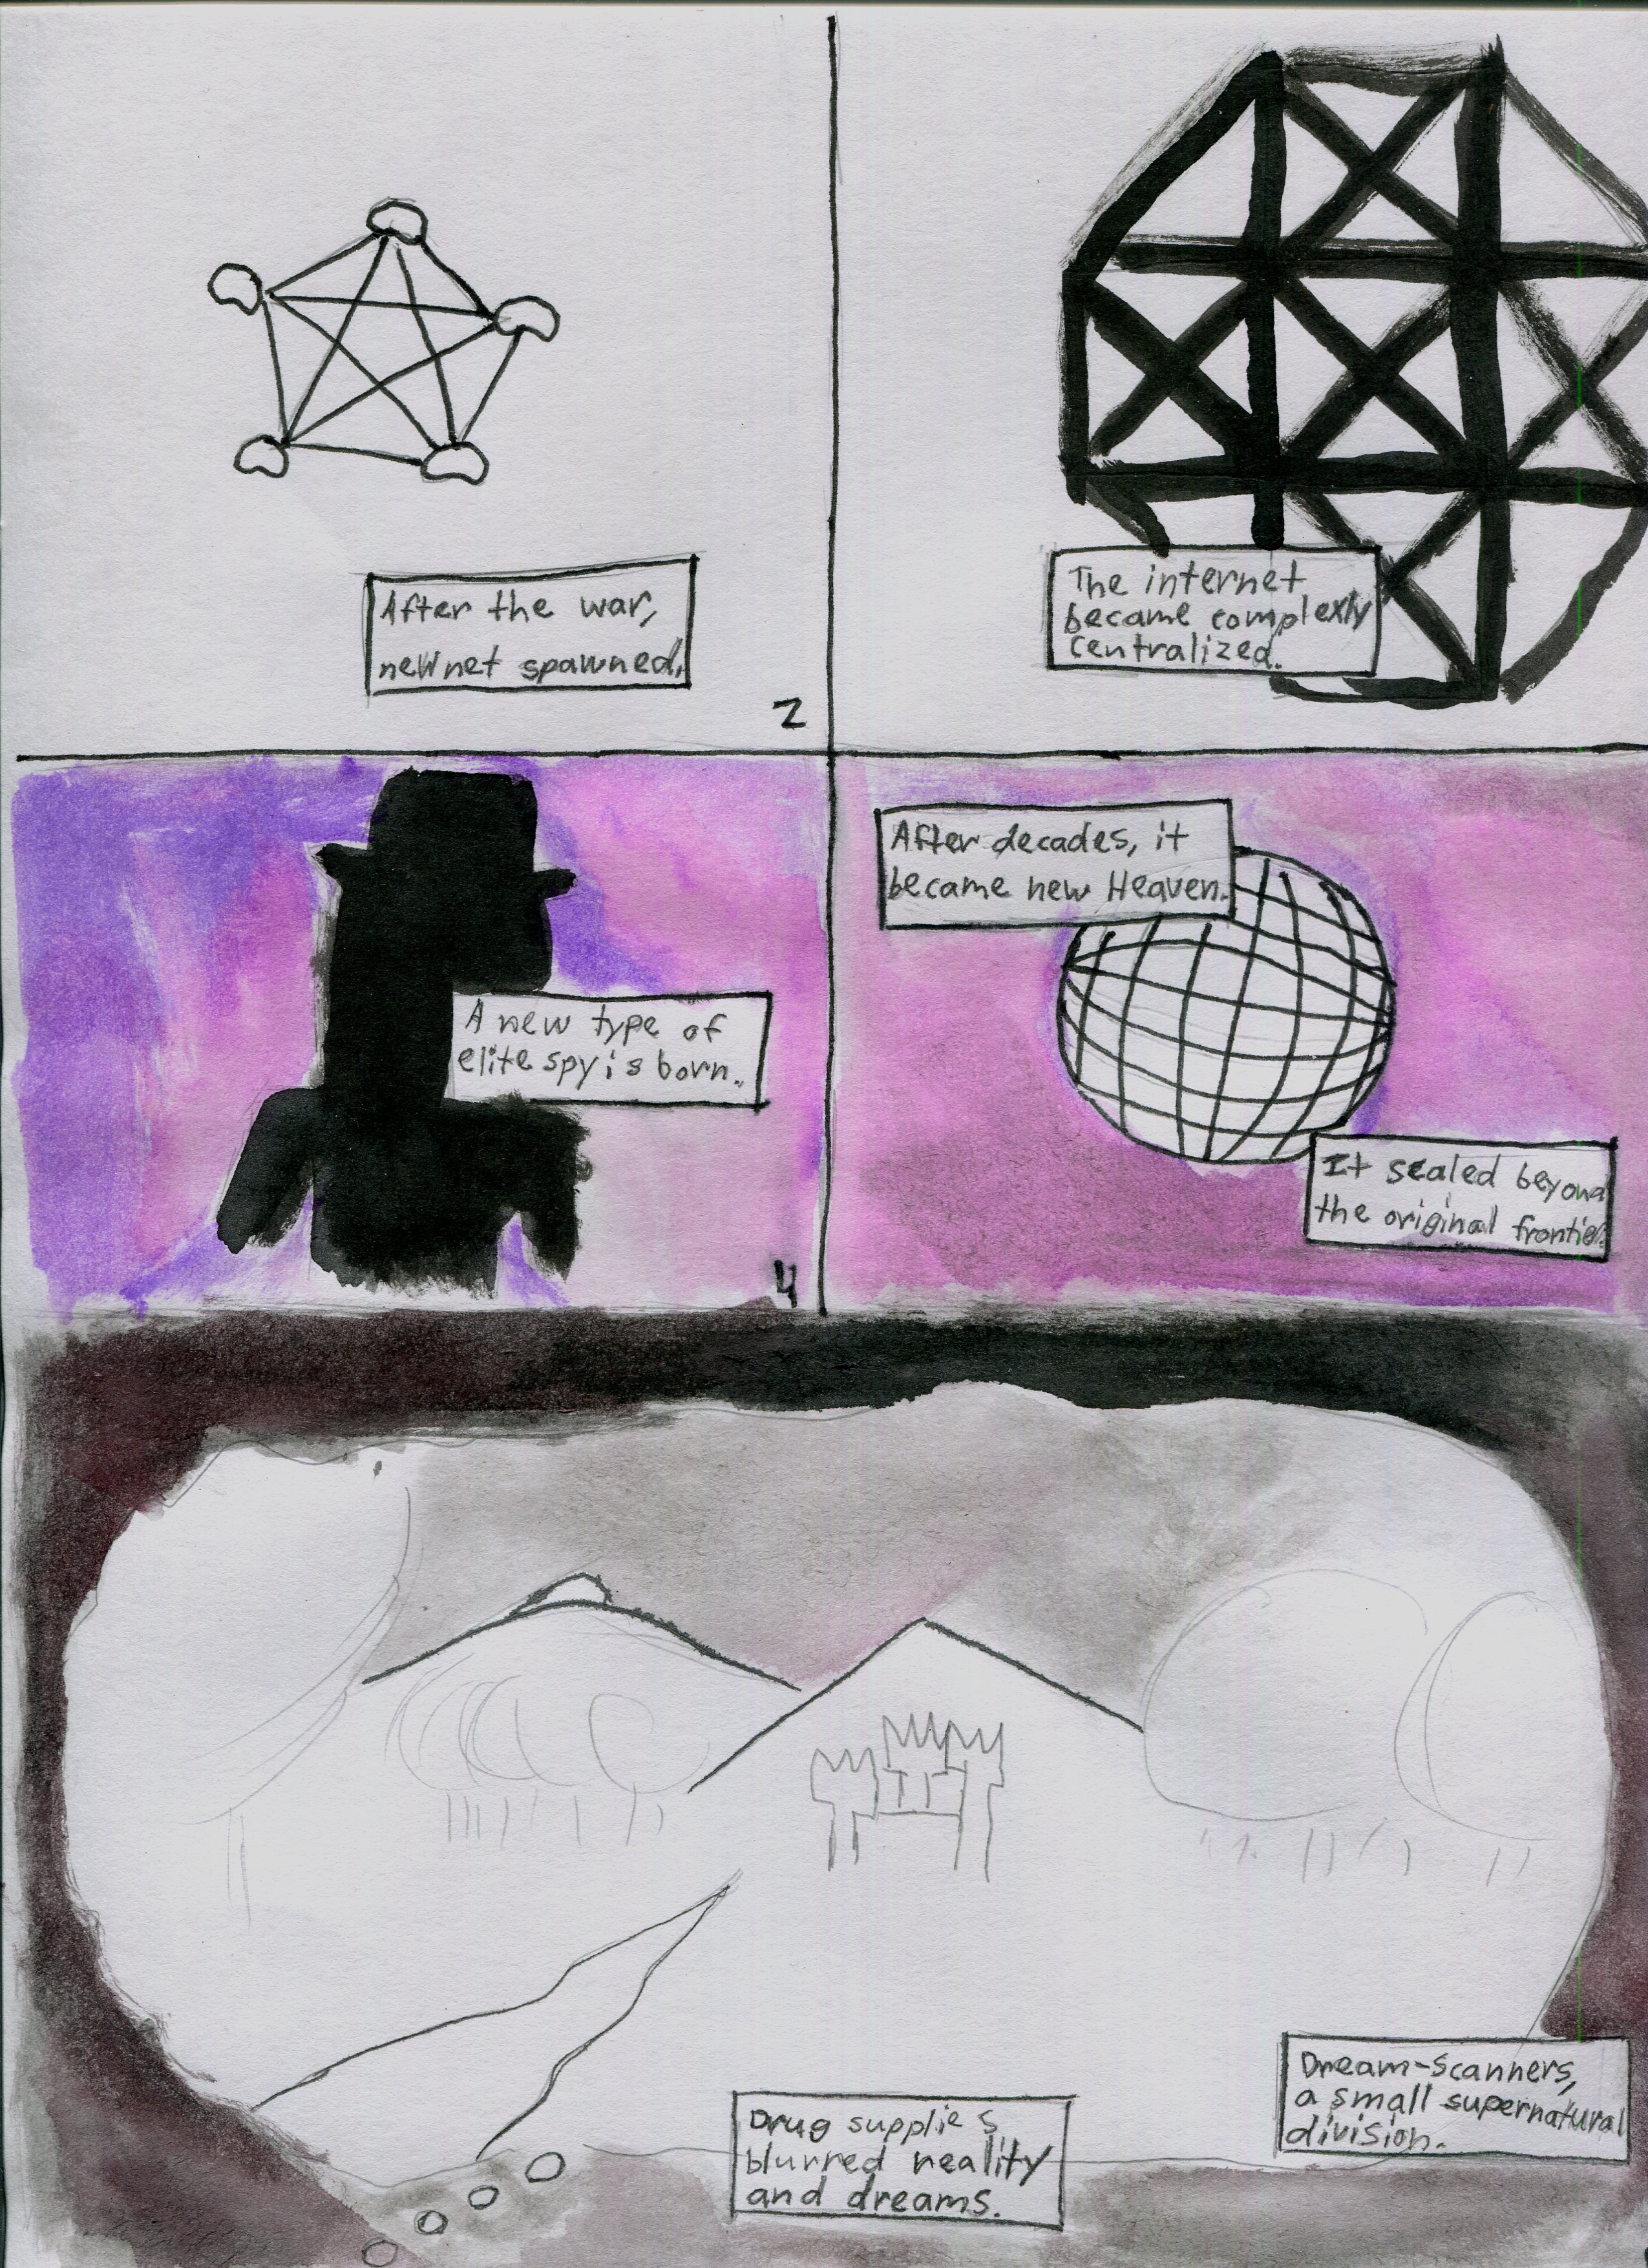 After the war,
newnet spawned.
2
The internet
became complexly
centralized.
A new type of
elite spy is born.
4
After decades, it
became new Heaven.
It scaled beyond
the original frontier.
Drug supplies
blurred reality
and dreams.
Dream-scanners,
a small supernatural
division.